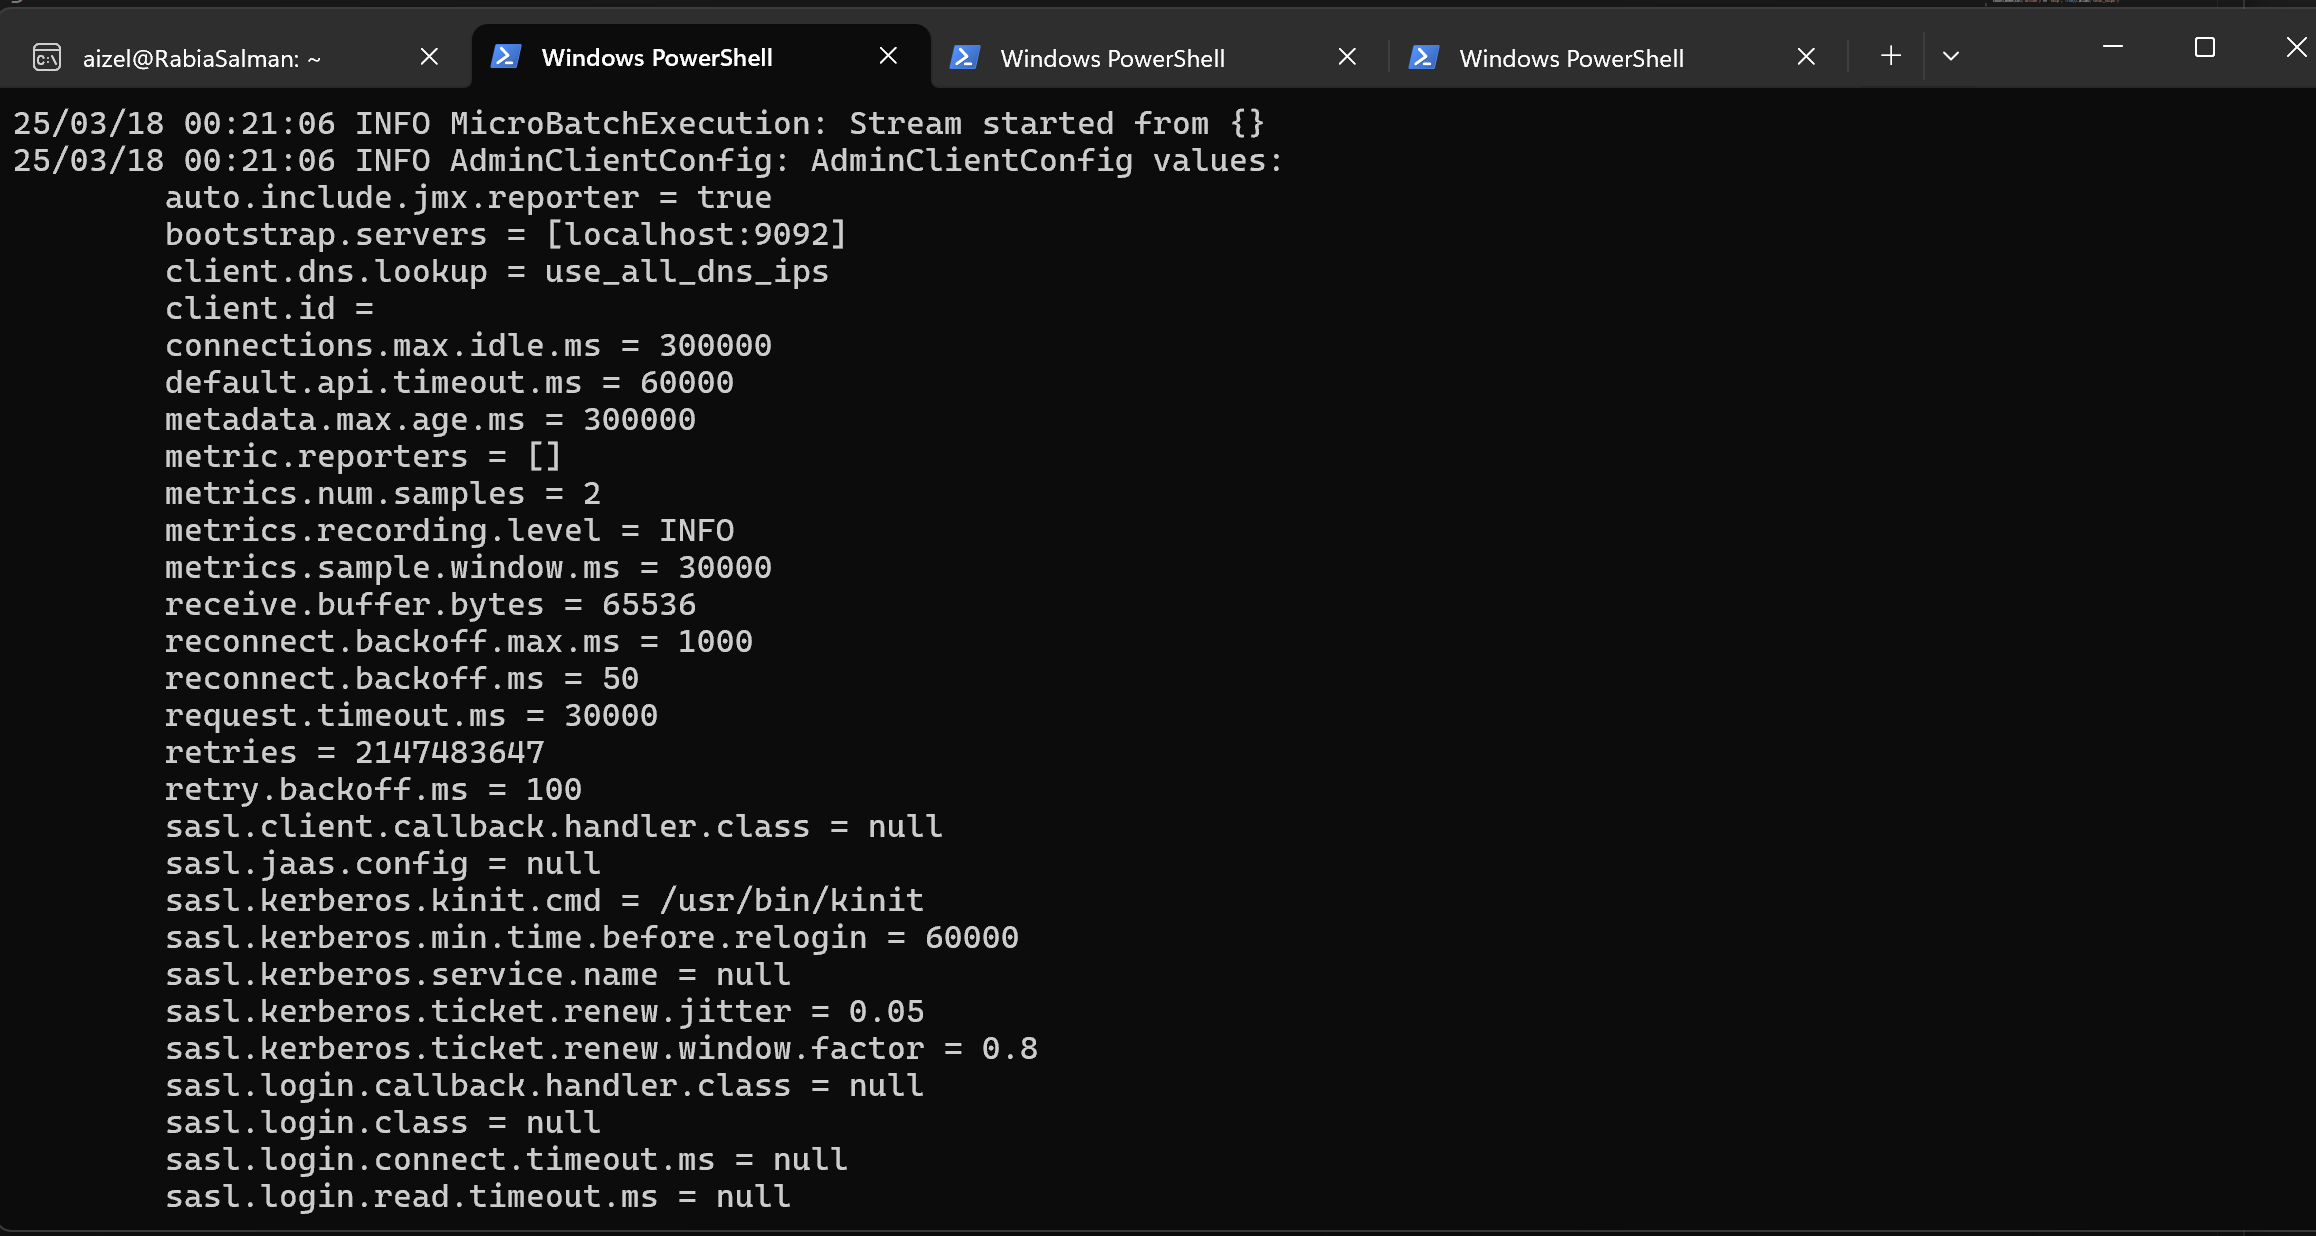 aizel@RabiaSalman: ~
Windows PowerShell
Windows PowerShell
Windows PowerShell
25/03/18 00:21:06 INFO MicroBatchExecution: Stream started from {}
25/03/18 00:21:06 INFO AdminClientConfig: AdminClientConfig values:
auto.include.jmx.reporter = true
bootstrap.servers = [localhost:9092]
client.dns.lookup = use_all_dns_ips
client.id =
connections.max.idle.ms = 300000
default.api.timeout.ms = 60000
metadata.max.age.ms = 300000
metric.reporters = []
metrics.num.samples = 2
metrics.recording.level = INFO
metrics.sample.window.ms = 30000
receive.buffer.bytes = 65536
reconnect.backoff.max.ms = 1000
reconnect.backoff.ms = 50
request.timeout.ms = 30000
retries = 2147483647
retry.backoff.ms = 100
sasl.client.callback.handler.class = null
sasl.jaas.config = null
sasl.kerberos.kinit.cmd = /usr/bin/kinit
sasl.kerberos.min.time.before.relogin = 60000
sasl.kerberos.service.name = null
sasl.kerberos.ticket.renew.jitter = 0.05
sasl.kerberos.ticket.renew.window.factor = 0.8
sasl.login.callback.handler.class = null
sasl.login.class = null
sasl.login.connect.timeout.ms = null
sasl.login.read.timeout.ms = null